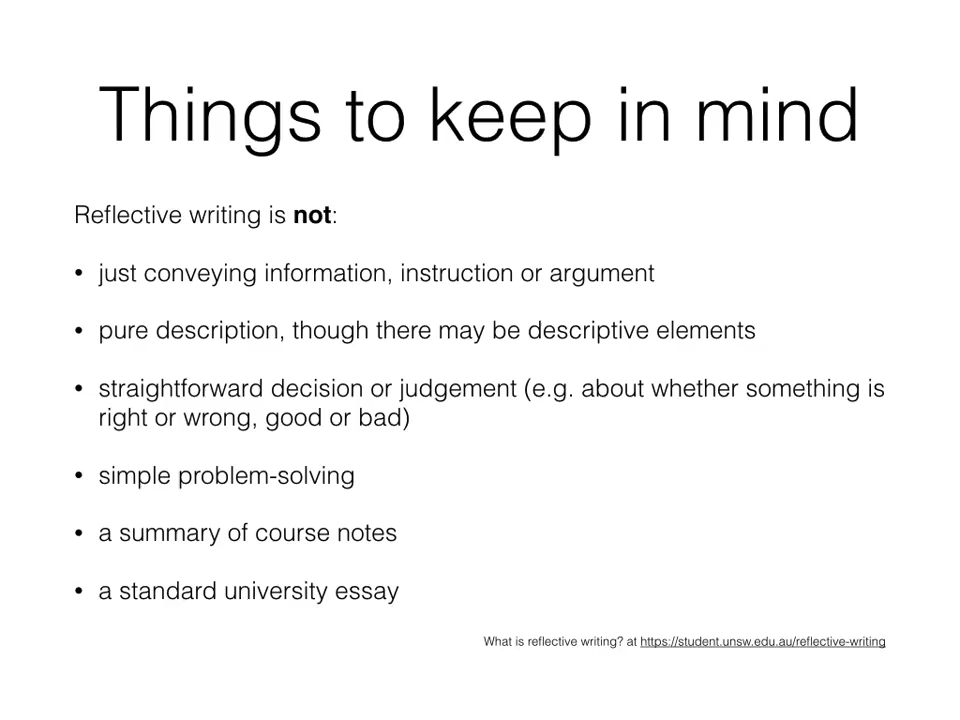 Things to keep in mind
Reflective writing is not:
• just conveying information, instruction or argument
• pure description, though there may be descriptive elements
• straightforward decision or judgement (e.g. about whether something is
right or wrong, good or bad)
• simple problem-solving
• a summary of course notes
• a standard university essay
What is reflective writing? at https://student.unsw.edu.au/reflective-writing